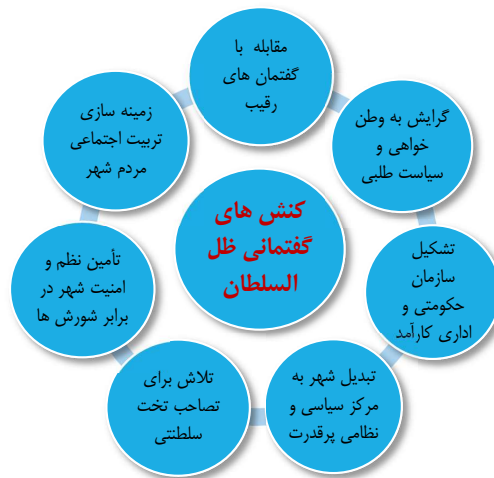 مقابله با
گفتمان های
رقیب
گرایش به وطن
خواهی و
سیاست طلبی
تشکیل
سازمان
حکومتی و
اداری کارآمد
تبدیل شهر به
مرکز سیاسی و
نظامی پرقدرت
تلاش برای
تصاحب تخت
سلطنتی
تأمین نظم و
امنیت شهر در
برابر شورش ها
زمینه سازی
تربیت اجتماعی
مردم شهر
کنش های
گفتمانی ظل
السلطان